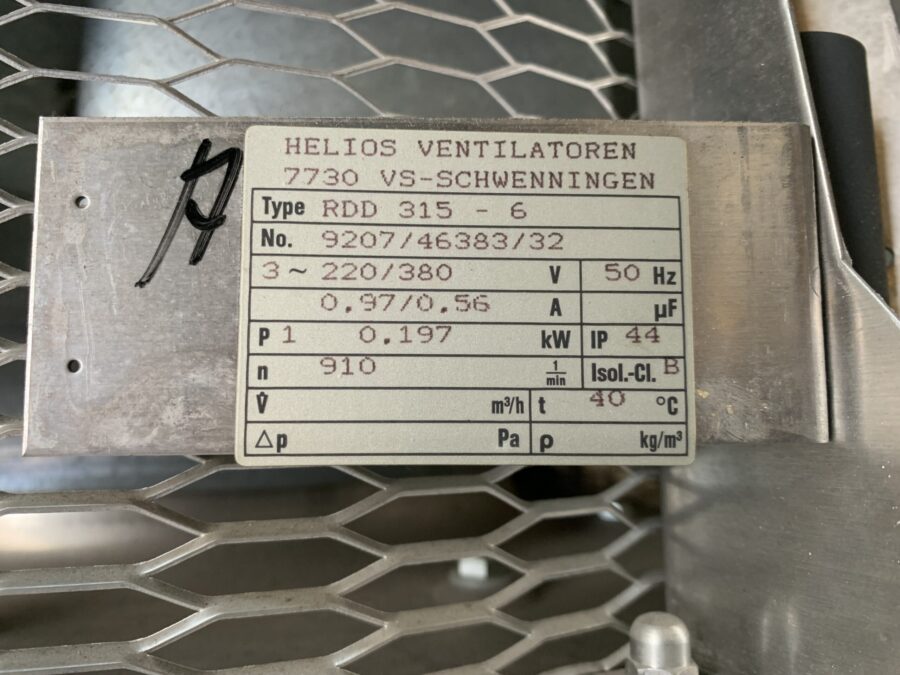 HELIOS VENTILATOREN
7730 VS-SCHWENNINGEN
Type RDD 315 - 6
No. 9207/46383/32
3 ~ 220/380 V 50 Hz
0,97/0,56 A µF
P 1 0.197 kW IP 44
n 910 1/min Isol.-Cl. B
V̂ m³/h t 40 °C
△p Pa ρ kg/m³